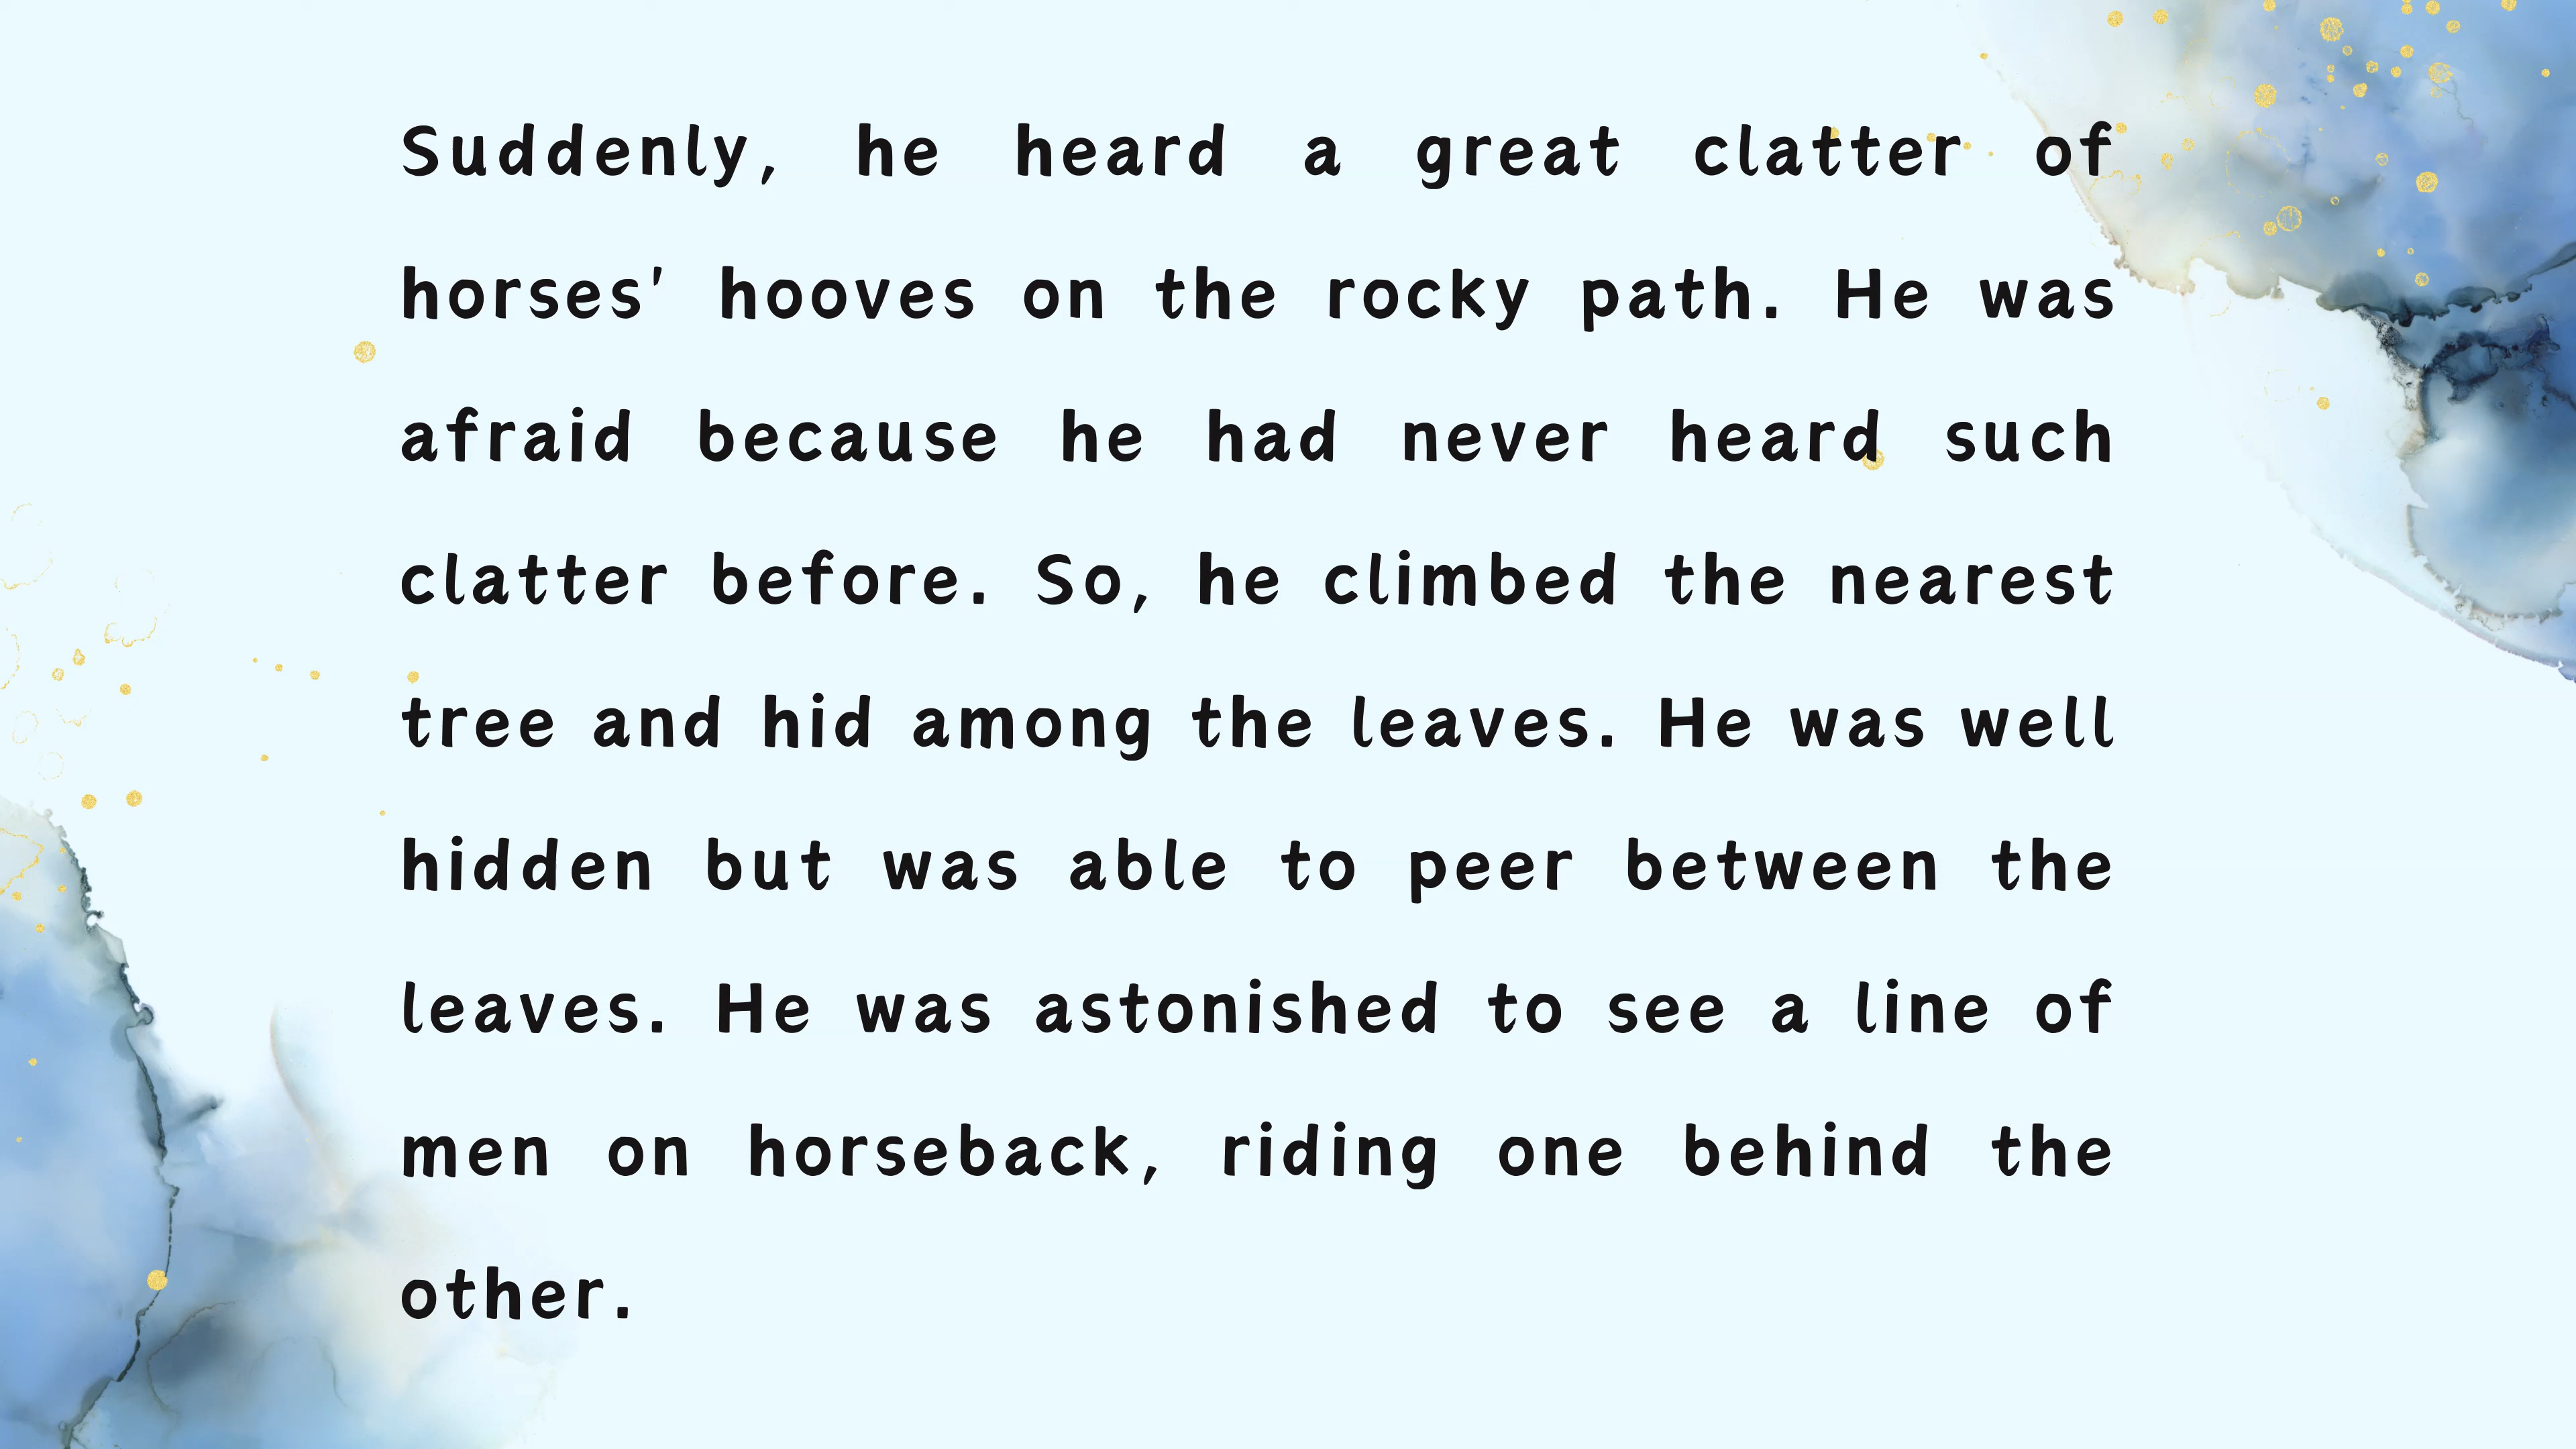 Suddenly, he heard a great clatter of
horses' hooves on the rocky path. He was
afraid because he had never heard such
clatter before. So, he climbed the nearest
tree and hid among the leaves. He was well
hidden but was able to peer between the
leaves. He was astonished to see a line of
men on horseback, riding one behind the
other.